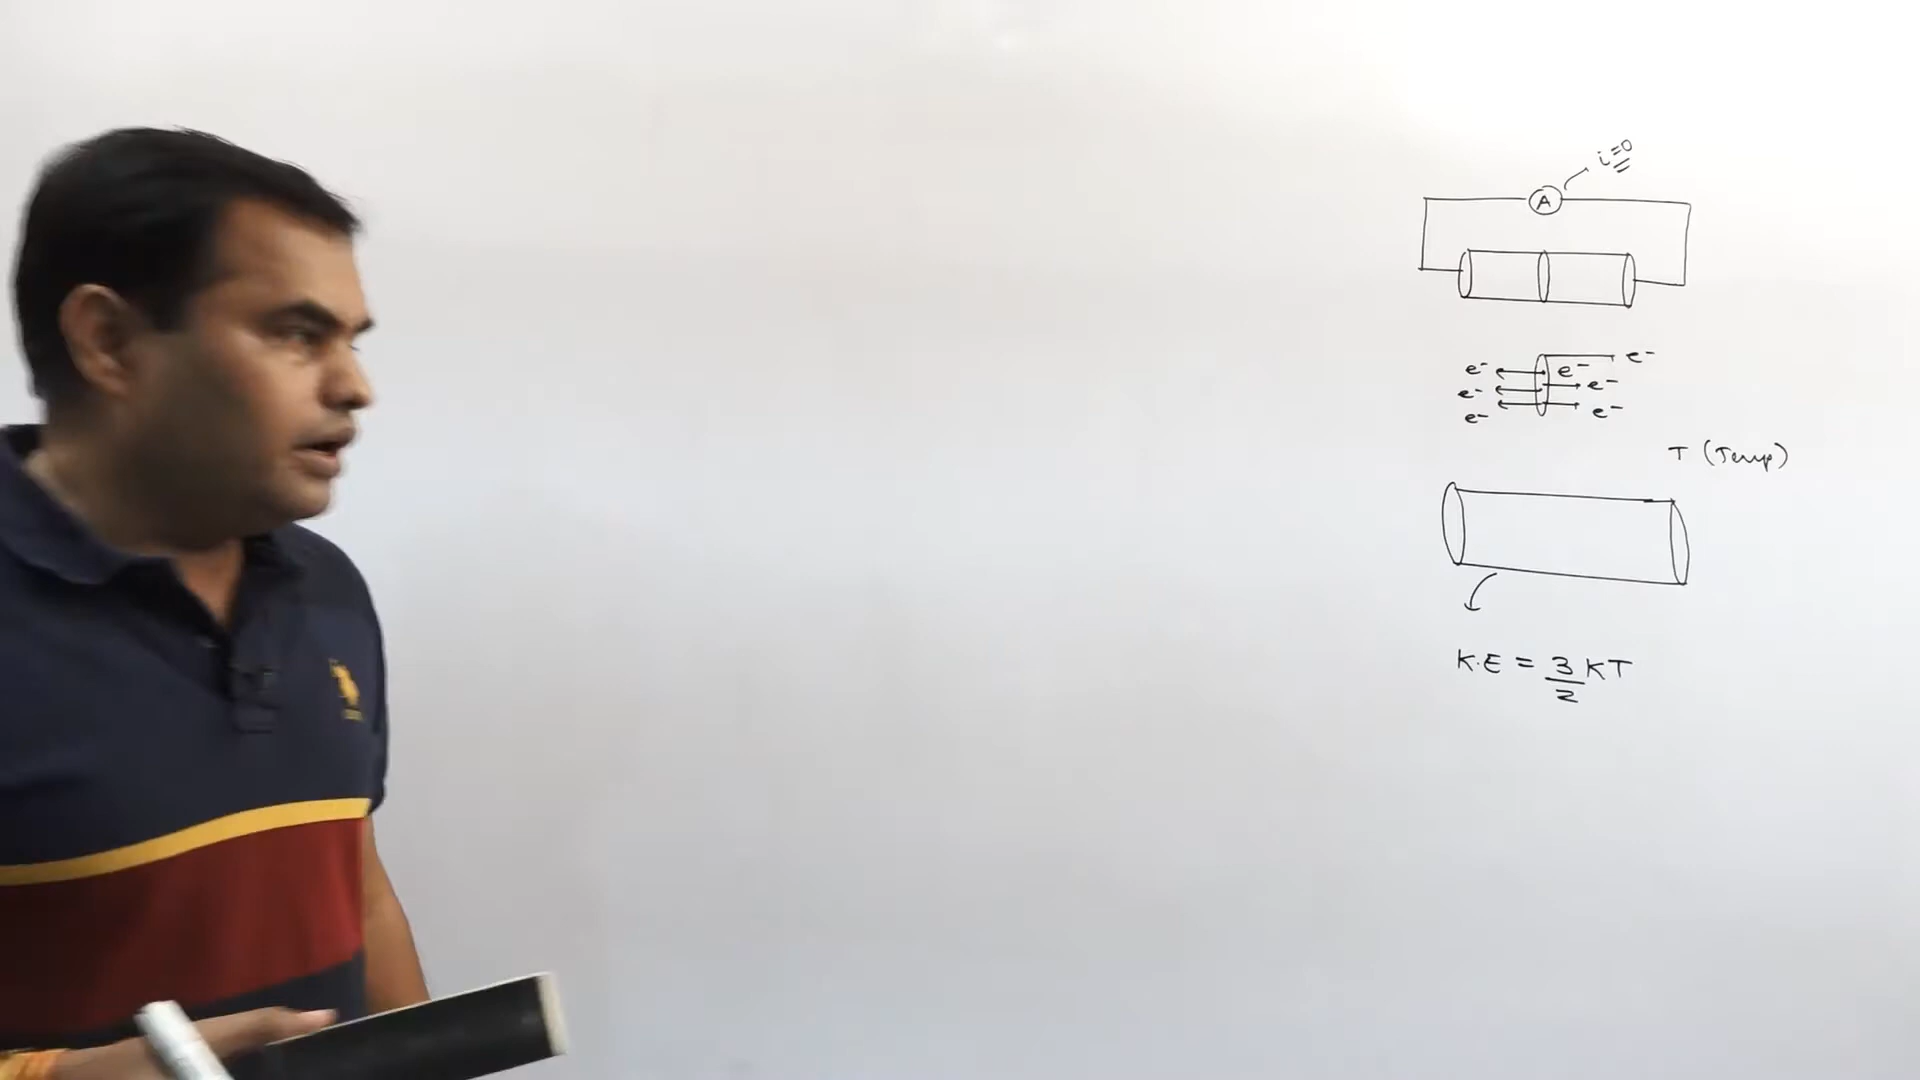 i=0
A
e⁻
e⁻ e⁻
e⁻ e⁻
e⁻ e⁻
T (Temp)
K.E = 3/2 KT